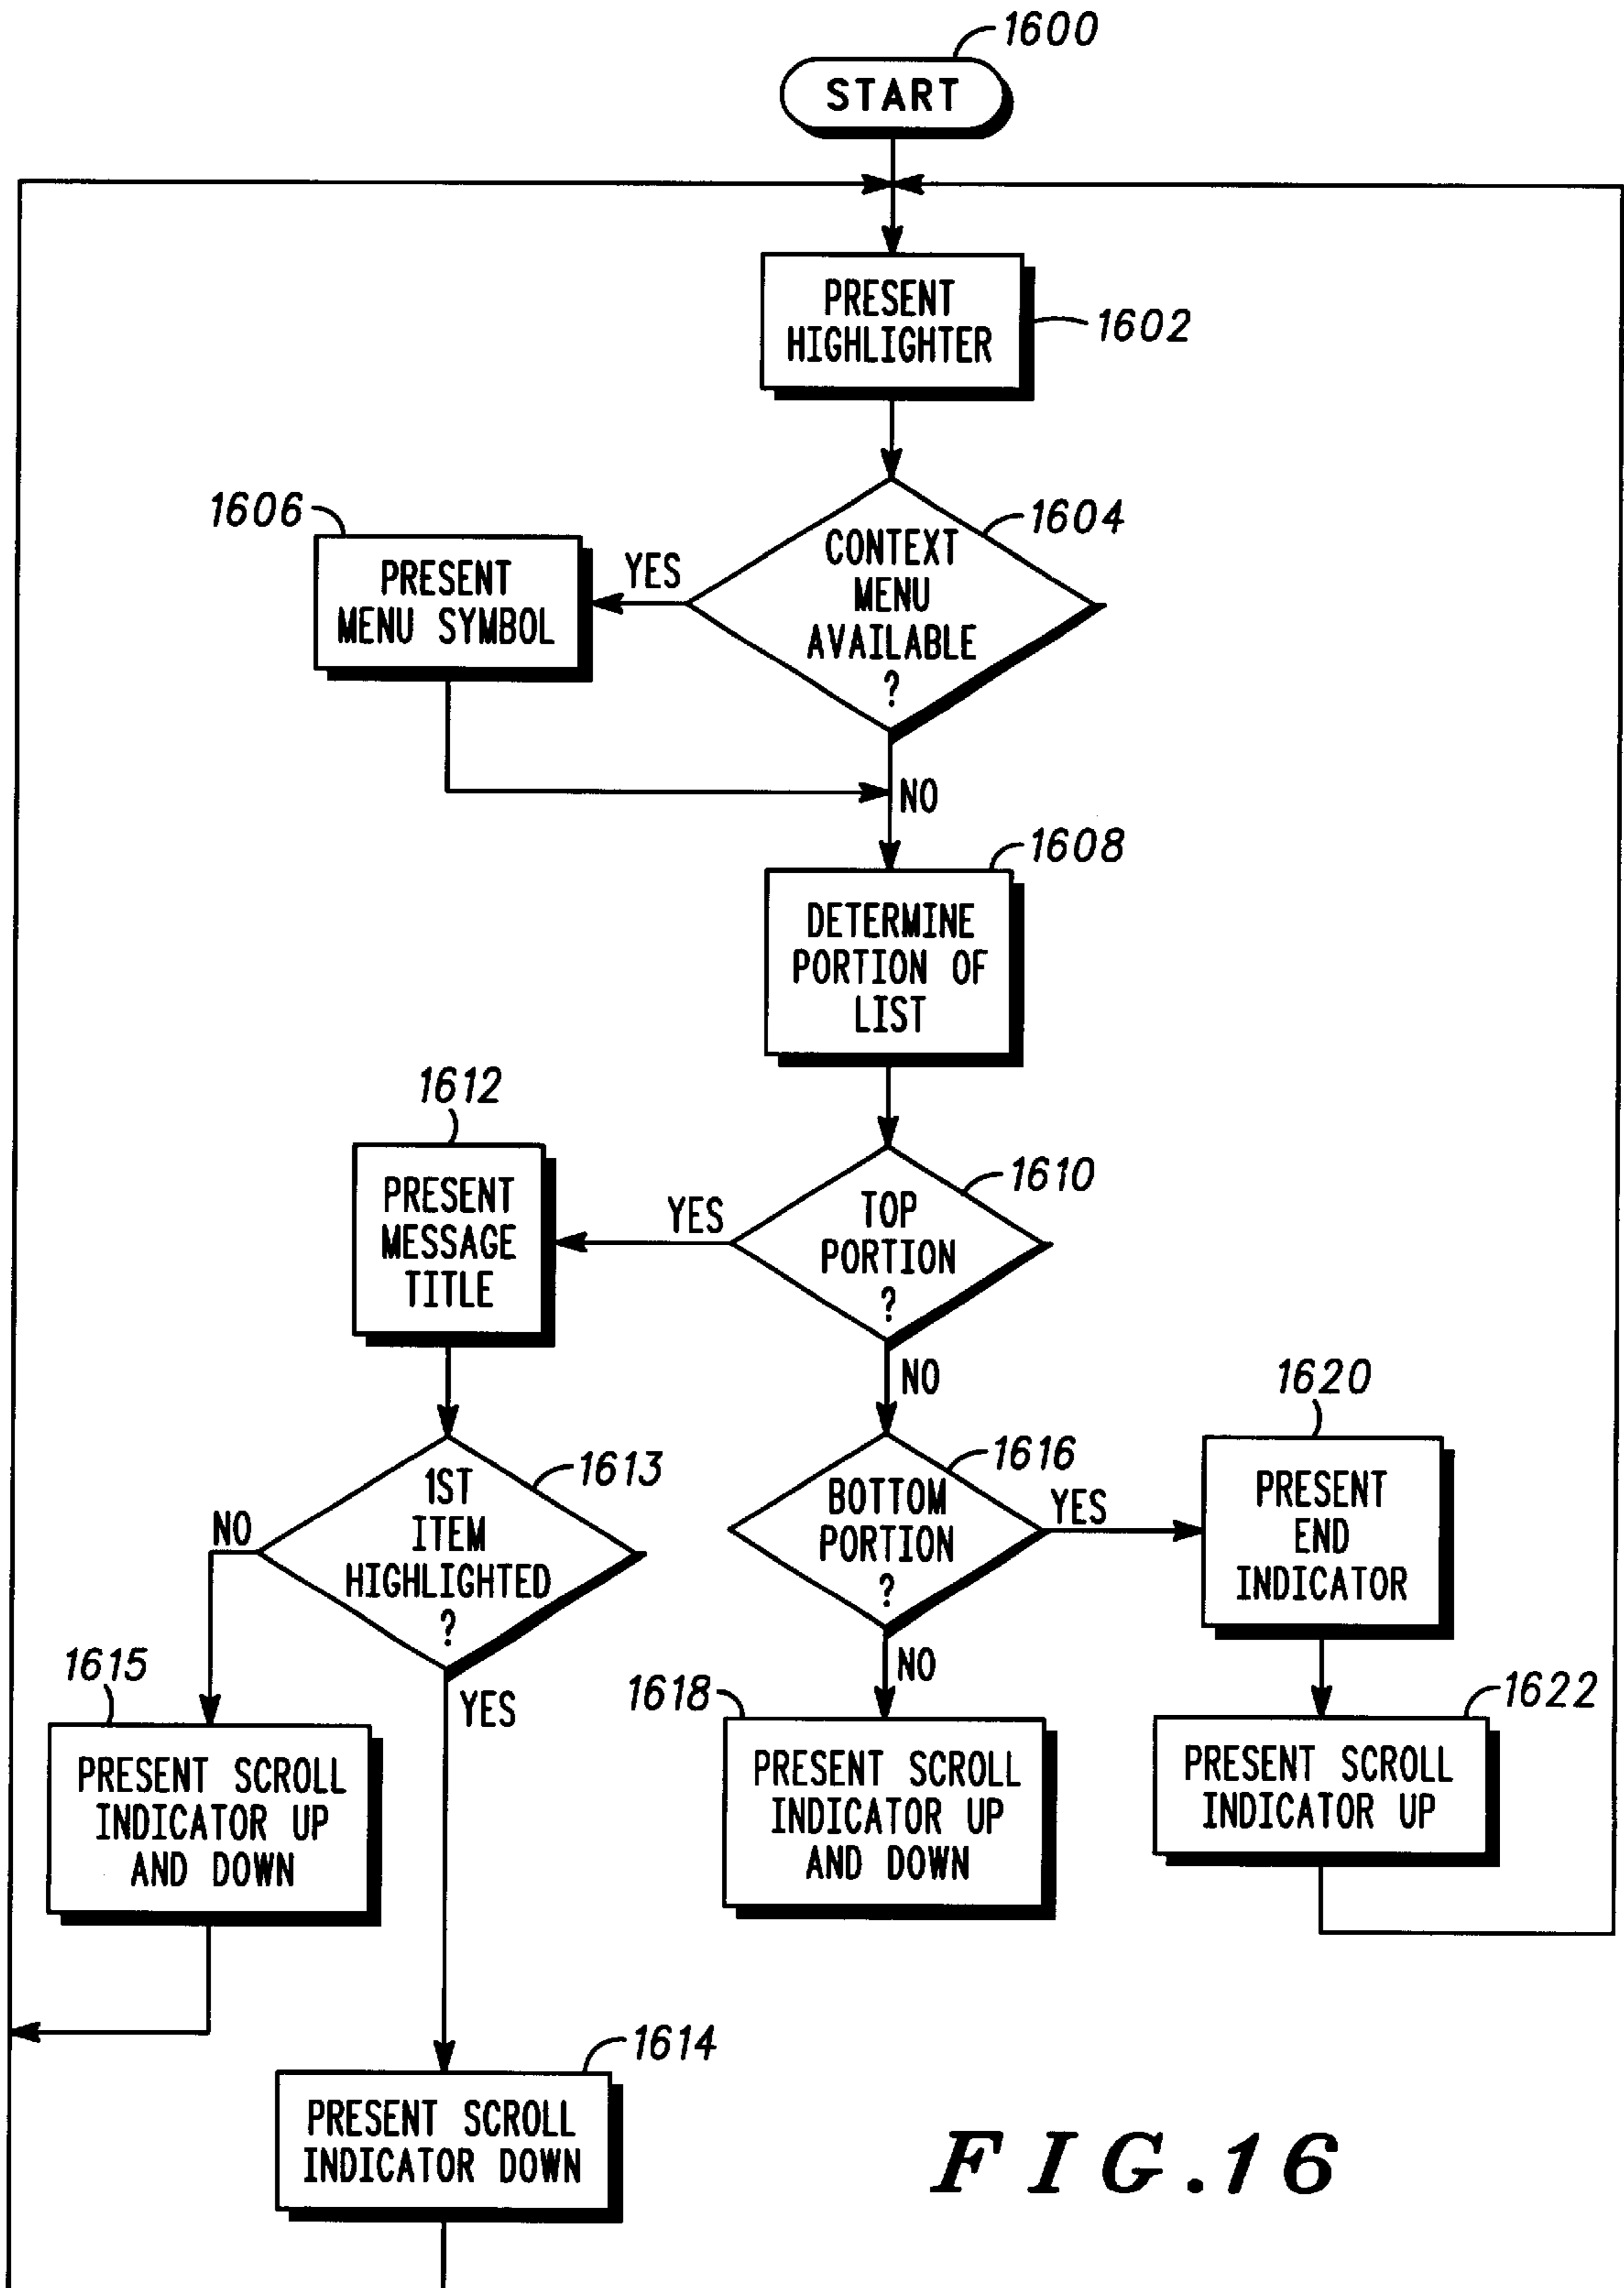 1600
START
PRESENT
HIGHLIGHTER
1602
1606
PRESENT
MENU SYMBOL
YES
1604
CONTEXT
MENU
AVAILABLE
?
NO
1608
DETERMINE
PORTION OF
LIST
1612
PRESENT
MESSAGE
TITLE
YES
1610
TOP
PORTION
?
NO
1613
1ST
ITEM
HIGHLIGHTED
?
NO
YES
1616
BOTTOM
PORTION
?
YES
NO
1620
PRESENT
END
INDICATOR
1615
PRESENT SCROLL
INDICATOR UP
AND DOWN
1618
PRESENT SCROLL
INDICATOR UP
AND DOWN
1622
PRESENT SCROLL
INDICATOR UP
1614
PRESENT SCROLL
INDICATOR DOWN
FIG.16